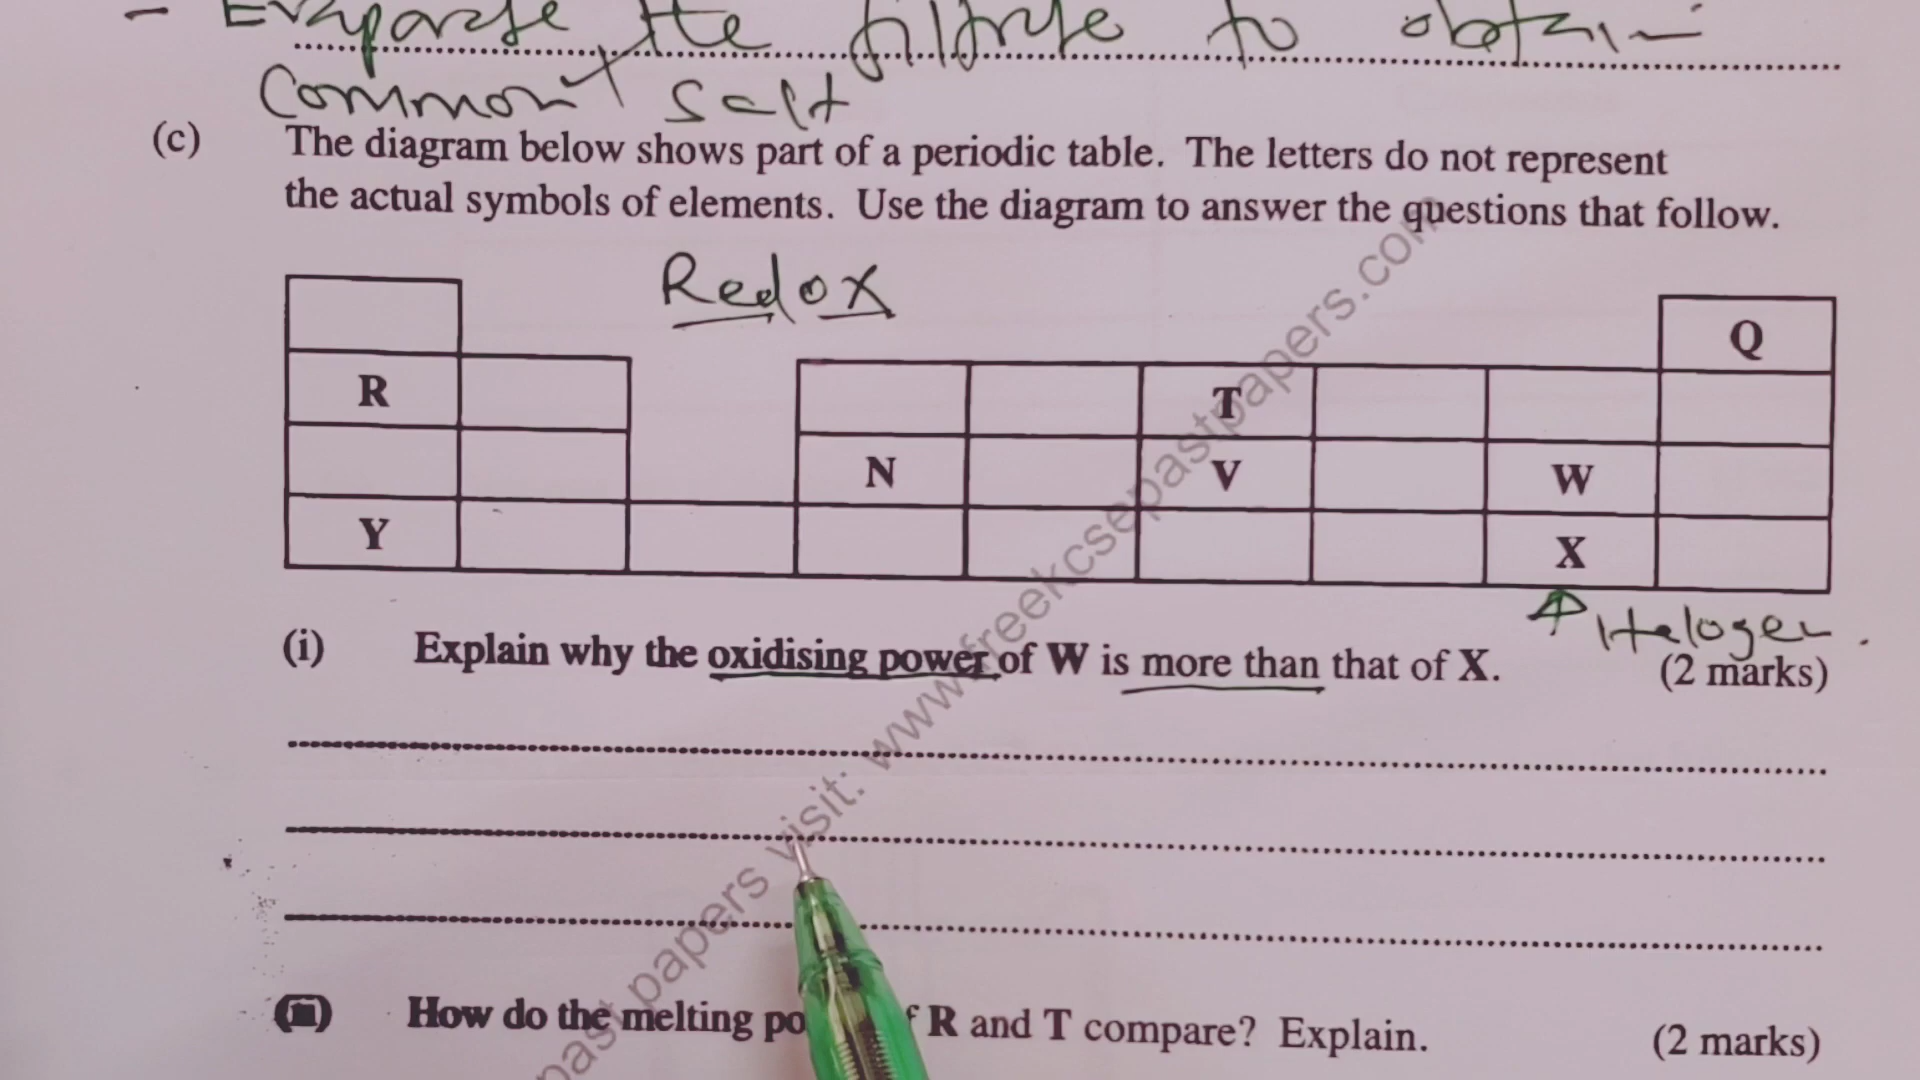 - Evaporate the filtrate to obtain
Common salt
(c) The diagram below shows part of a periodic table. The letters do not represent
the actual symbols of elements. Use the diagram to answer the questions that follow.
Redox
Q
R T
N V W
Y X
Halogen.
(i) Explain why the oxidising power of W is more than that of X. (2 marks)
past papers visit: www.freekcsepastpapers.com
How do the melting po f R and T compare? Explain. (2 marks)